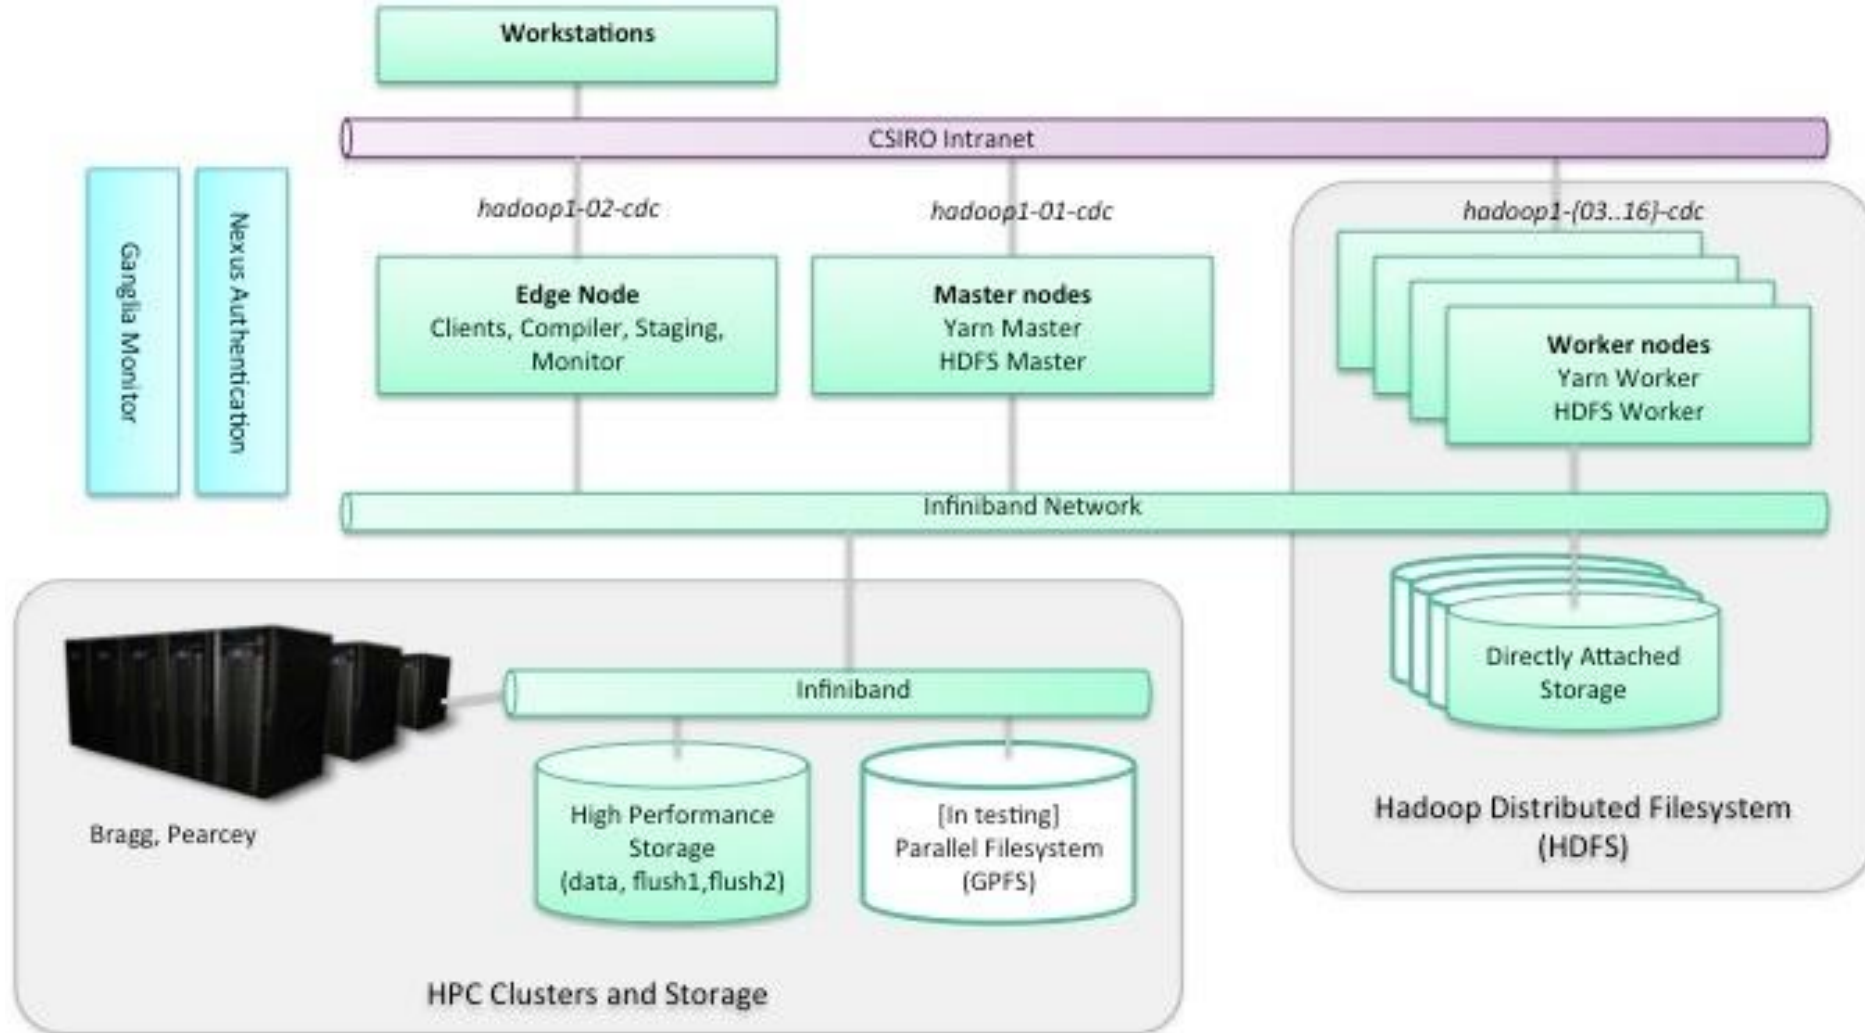 Workstations
CSIRO Intranet
Ganglia Monitor
Nexus Authentication
hadoop1-02-cdc
hadoop1-01-cdc
hadoop1-{03..16}-cdc
Edge Node
Clients, Compiler, Staging,
Monitor
Master nodes
Yarn Master
HDFS Master
Worker nodes
Yarn Worker
HDFS Worker
Infiniband Network
Infiniband
Directly Attached
Storage
Bragg, Pearcey
High Performance
Storage
(data, flush1,flush2)
[In testing]
Parallel Filesystem
(GPFS)
Hadoop Distributed Filesystem
(HDFS)
HPC Clusters and Storage